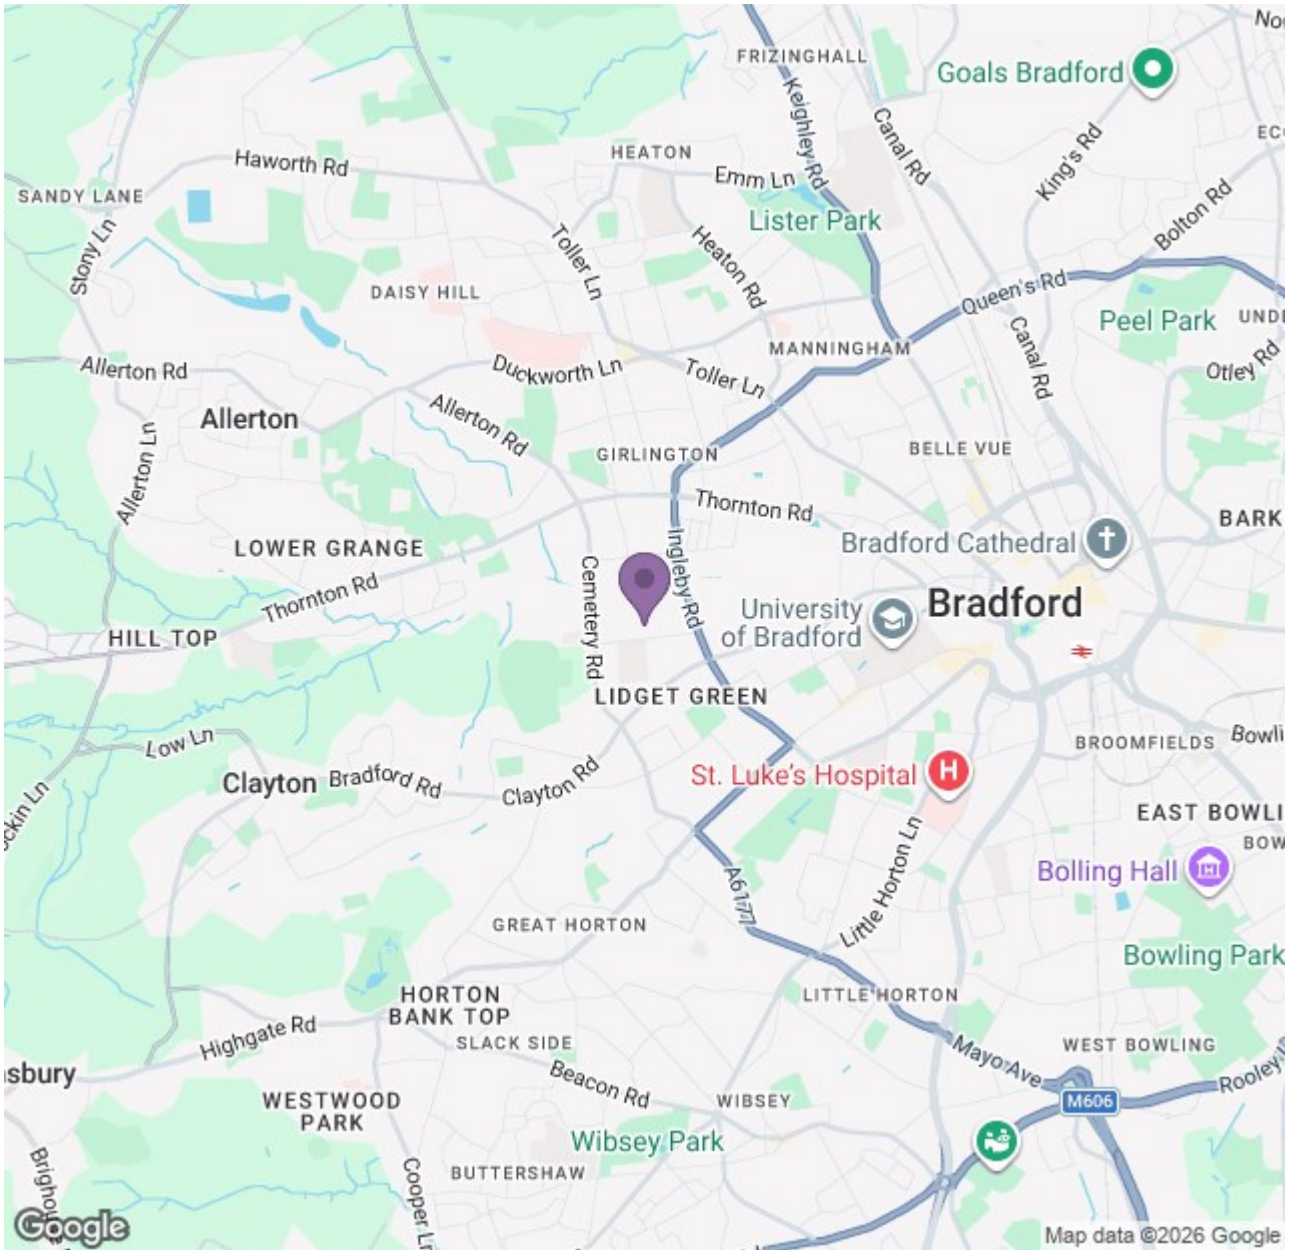 No
FRIZINGHALL
Goals Bradford
Keighley Rd
Canal Rd
King's Rd
HEATON
Haworth Rd
Emm Ln
SANDY LANE
Bolton Rd
Lister Park
Stony Ln
Toller Ln
Heaton Rd
DAISY HILL
Queen's Rd
Peel Park
UND
MANNINGHAM
Canal Rd
Otley Rd
Allerton Rd
Duckworth Ln
Toller Ln
Allerton
Allerton Rd
BELLE VUE
GIRLINGTON
Allerton Ln
Thornton Rd
BARK
LOWER GRANGE
Bradford Cathedral
Ingleby Rd
Thornton Rd
Cemetery Rd
University
of Bradford
Bradford
HILL TOP
LIDGET GREEN
Low Ln
BROOMFIELDS
Bowli
Clayton
Bradford Rd
Clayton Rd
St. Luke's Hospital
H
EAST BOWLI
BOW
Little Horton Ln
Bolling Hall
A6177
GREAT HORTON
Bowling Park
HORTON
BANK TOP
LITTLE HORTON
Highgate Rd
SLACK SIDE
Mayo Ave
WEST BOWLING
Rooley
sbury
Beacon Rd
WESTWOOD
PARK
WIBSEY
M606
Wibsey Park
BUTTERSHAW
Cooper Ln
Google
Map data ©2026 Google